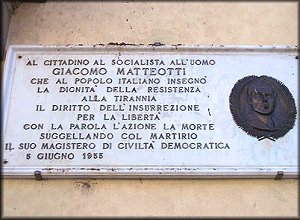 AL CITTADINO AL SOCIALISTA ALL'UOMO
GIACOMO MATTEOTTI
CHE AL POPOLO ITALIANO INSEGNÒ
LA DIGNITÀ DELLA RESISTENZA
ALLA TIRANNIA
IL DIRITTO DELL'INSURREZIONE
PER LA LIBERTÀ
CON LA PAROLA L'AZIONE LA MORTE
SUGGELLANDO COL MARTIRIO
IL SUO MAGISTERO DI CIVILTÀ DEMOCRATICA
5 GIUGNO 1955